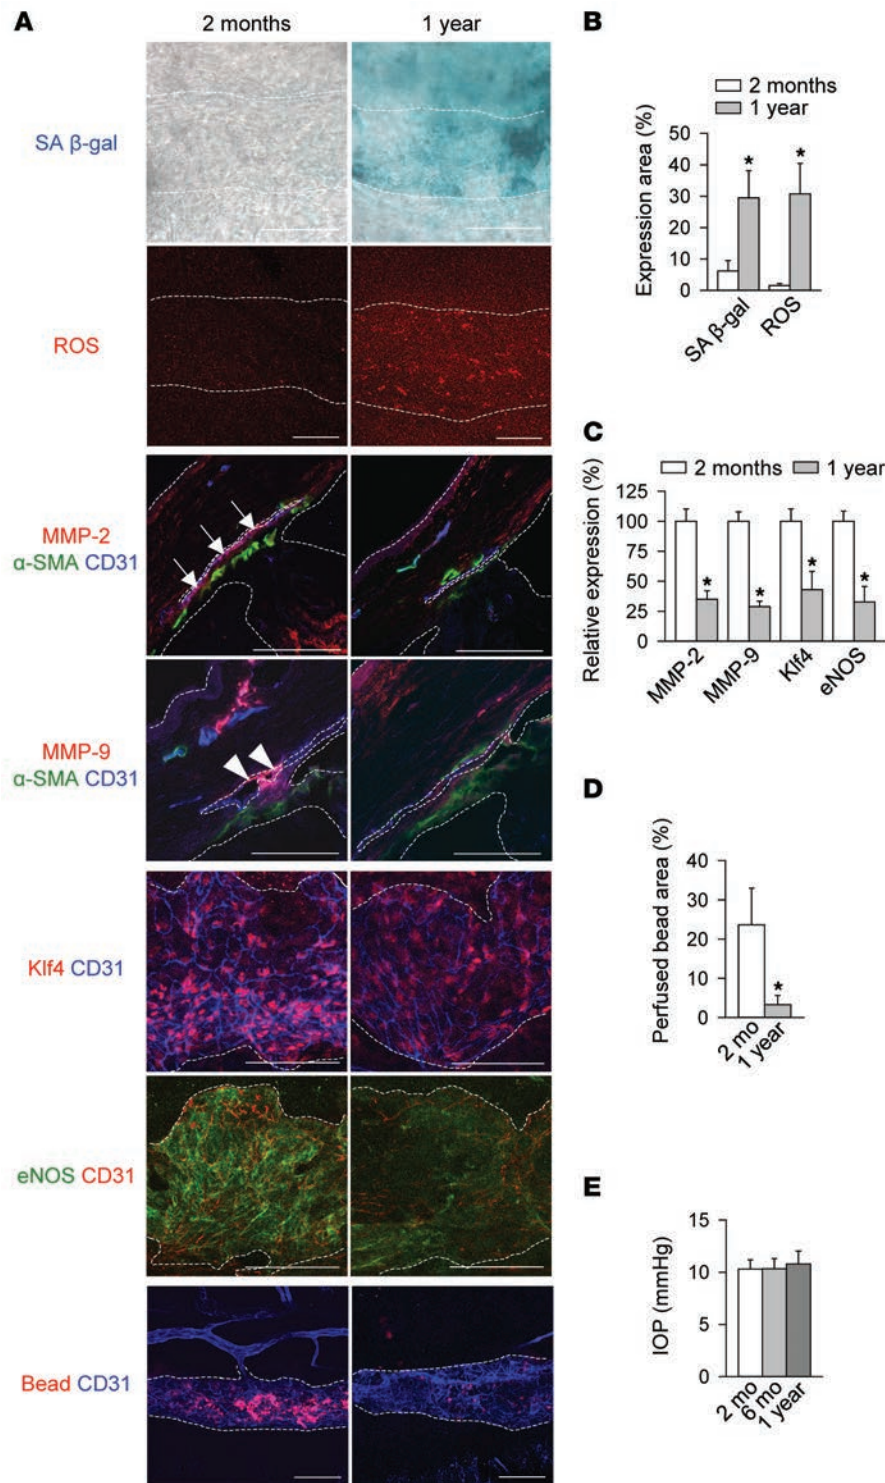 A
2 months 1 year
SA β-gal
ROS
MMP-2
α-SMA CD31
MMP-9
α-SMA CD31
Klf4 CD31
eNOS CD31
Bead CD31
B
2 months
1 year
Expression area (%)
50
40
30
20
10
0
* *
SA β-gal ROS
C
2 months 1 year
Relative expression (%)
125
100
75
50
25
0
* * * *
MMP-2 MMP-9 Klf4 eNOS
D
Perfused bead area (%)
40
30
20
10
0
*
2 mo 1 year
E
IOP (mmHg)
15
10
5
0
2 mo 6 mo 1 year